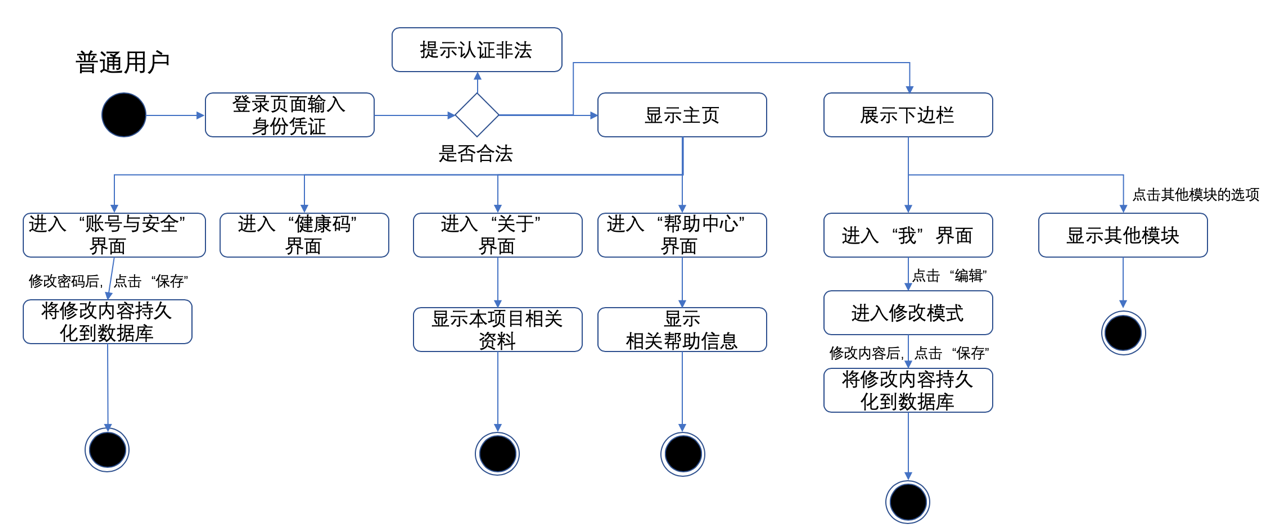 提示认证非法
普通用户
登录页面输入
身份凭证
显示主页
展示下边栏
是否合法
点击其他模块的选项
进入 “账号与安全”
界面
进入 “健康码”
界面
进入 “关于”
界面
进入 “帮助中心”
界面
进入 “我” 界面
显示其他模块
修改密码后，点击 “保存”
点击 “编辑”
将修改内容持久
化到数据库
显示本项目相关
资料
显示
相关帮助信息
进入修改模式
修改内容后，点击 “保存”
将修改内容持久
化到数据库